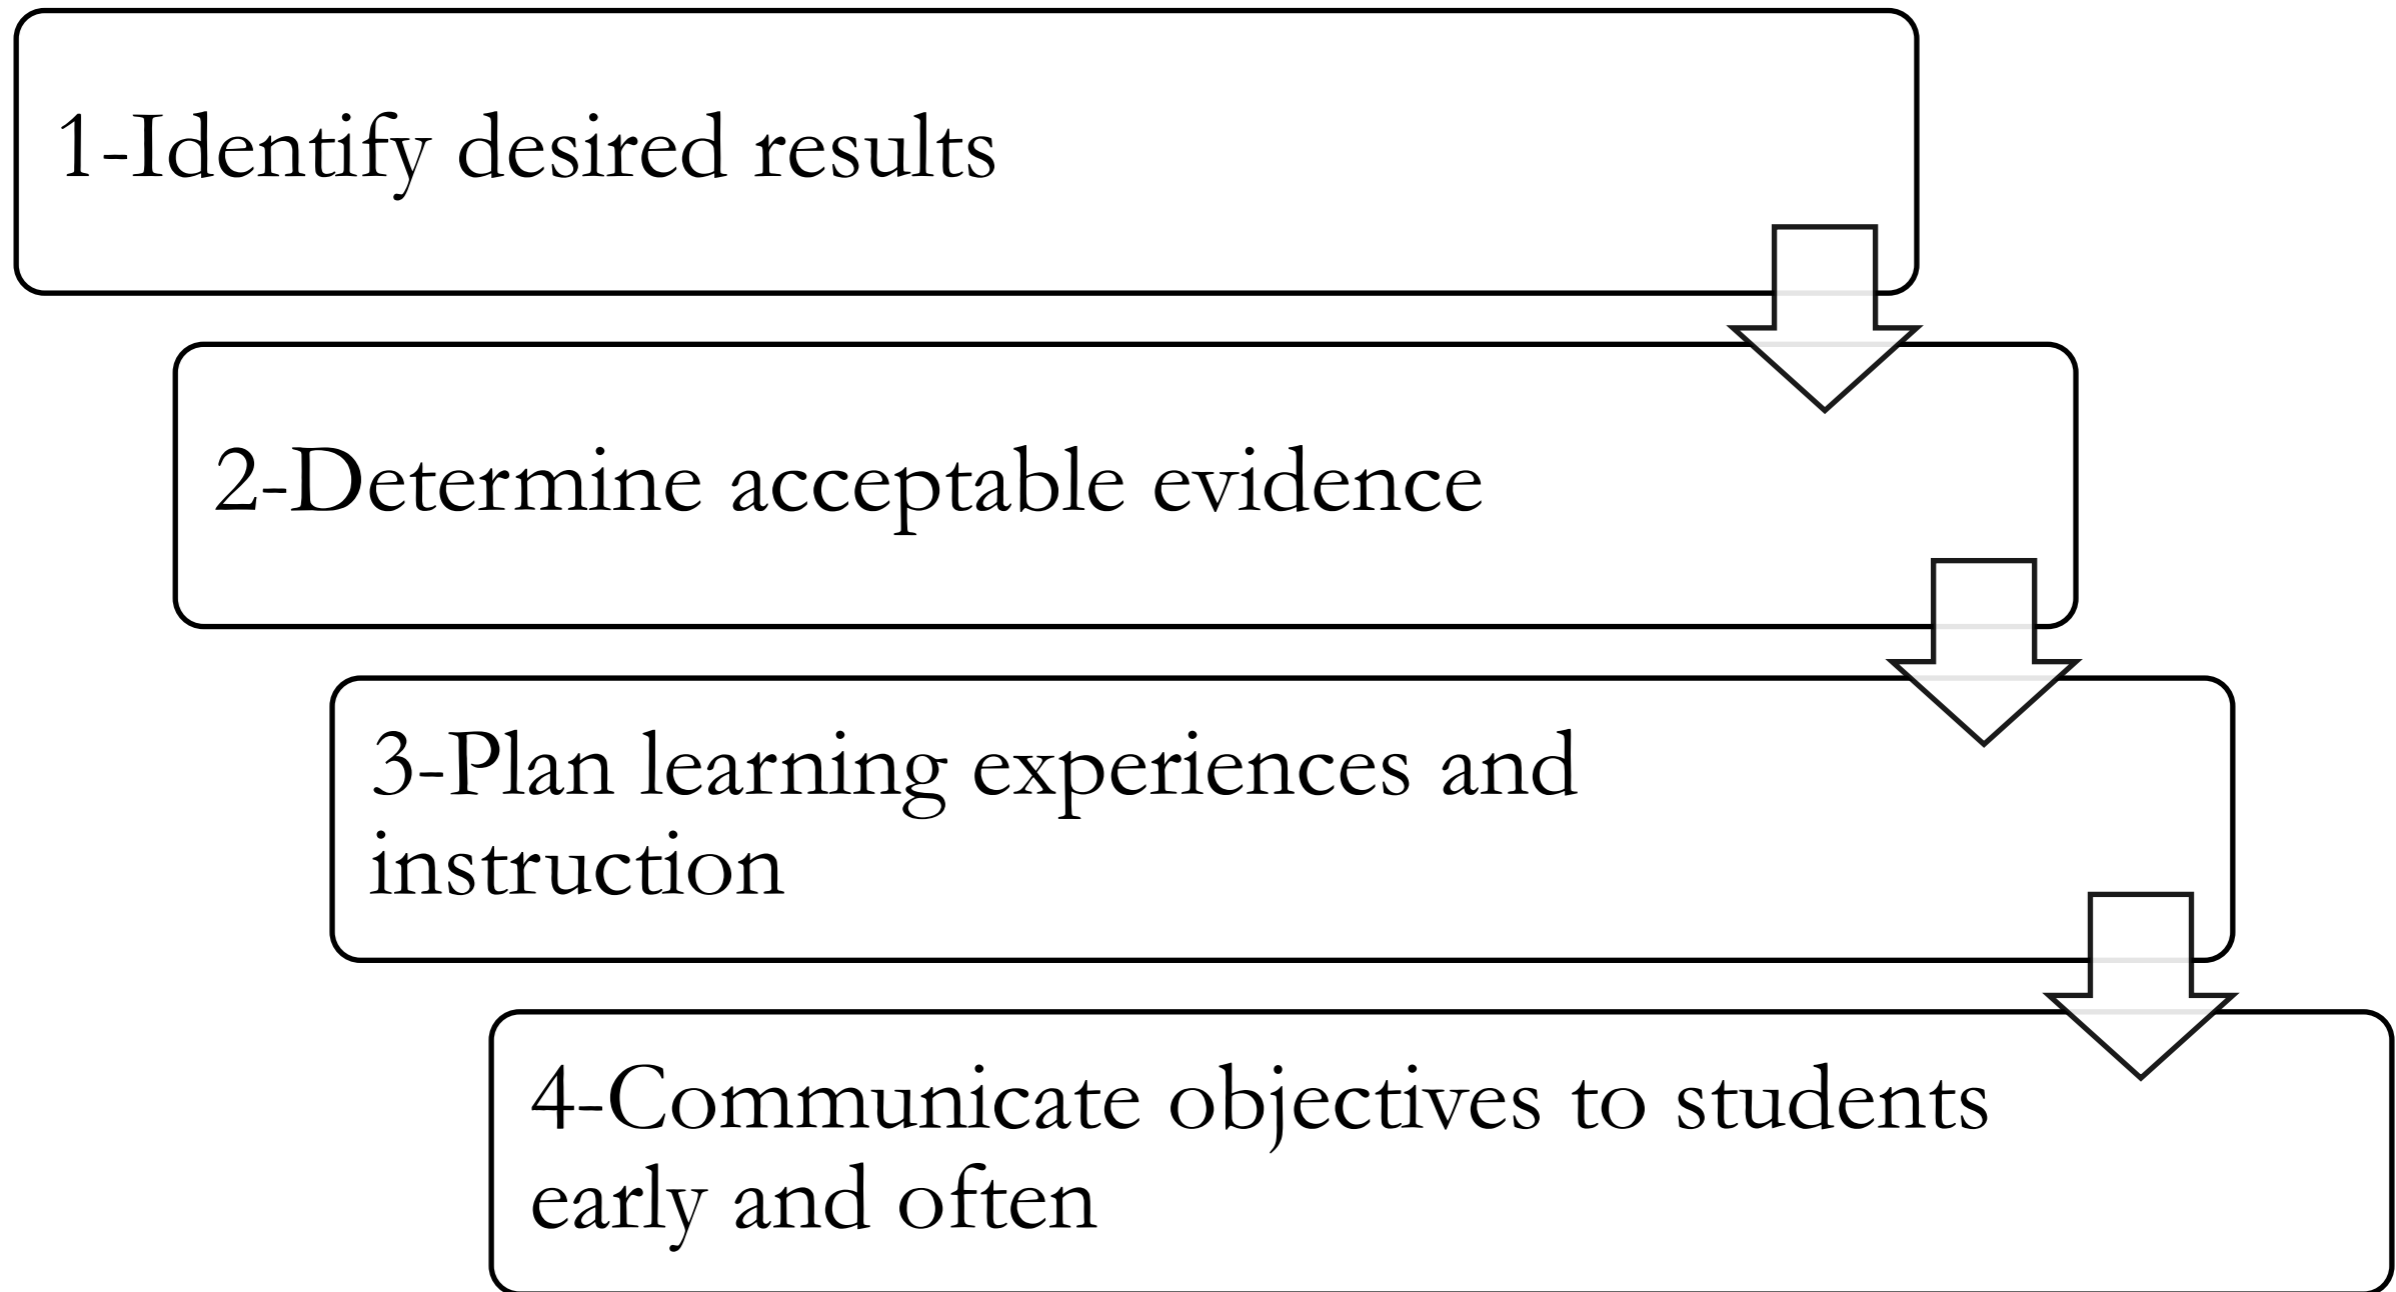 1-Identify desired results
2-Determine acceptable evidence
3-Plan learning experiences and
instruction
4-Communicate objectives to students
early and often